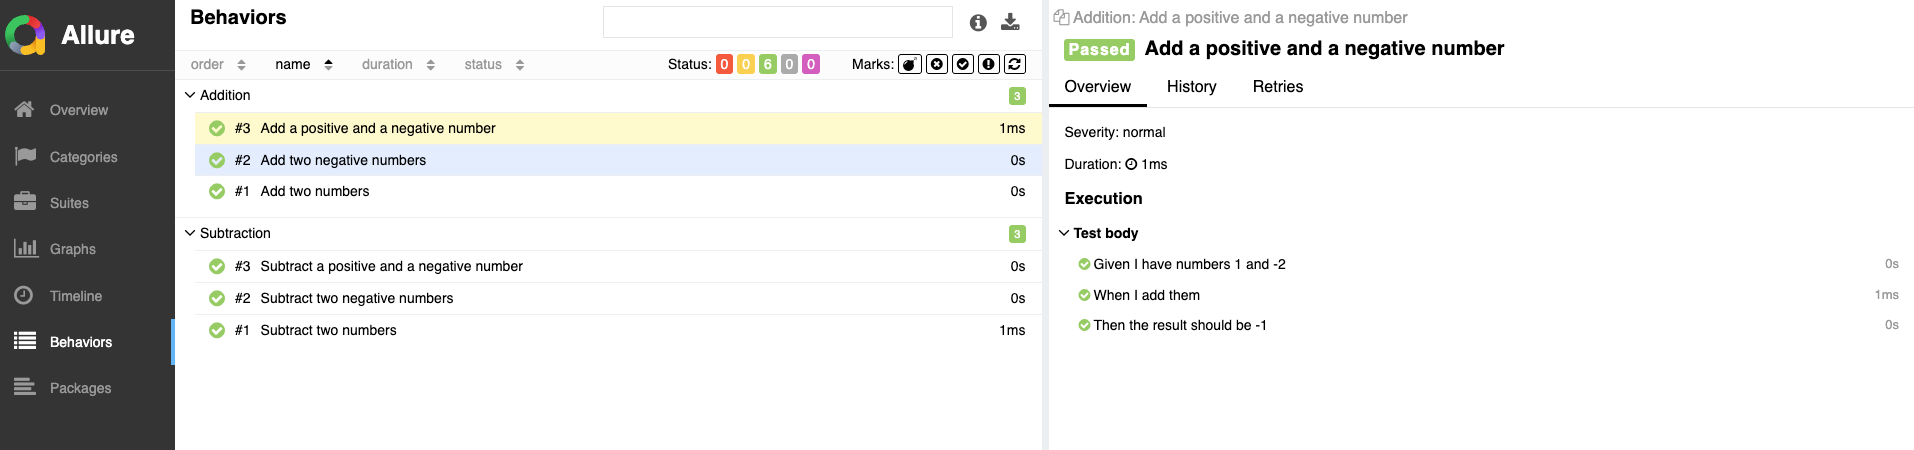 Allure
Overview
Categories
Suites
Graphs
Timeline
Behaviors
Packages
Behaviors
order name duration status Status: 0 0 6 0 0 Marks:
Addition 3
#3 Add a positive and a negative number 1ms
#2 Add two negative numbers 0s
#1 Add two numbers 0s
Subtraction 3
#3 Subtract a positive and a negative number 0s
#2 Subtract two negative numbers 0s
#1 Subtract two numbers 1ms
Addition: Add a positive and a negative number
Passed Add a positive and a negative number
Overview History Retries
Severity: normal
Duration: 1ms
Execution
Test body
Given I have numbers 1 and -2 0s
When I add them 1ms
Then the result should be -1 0s